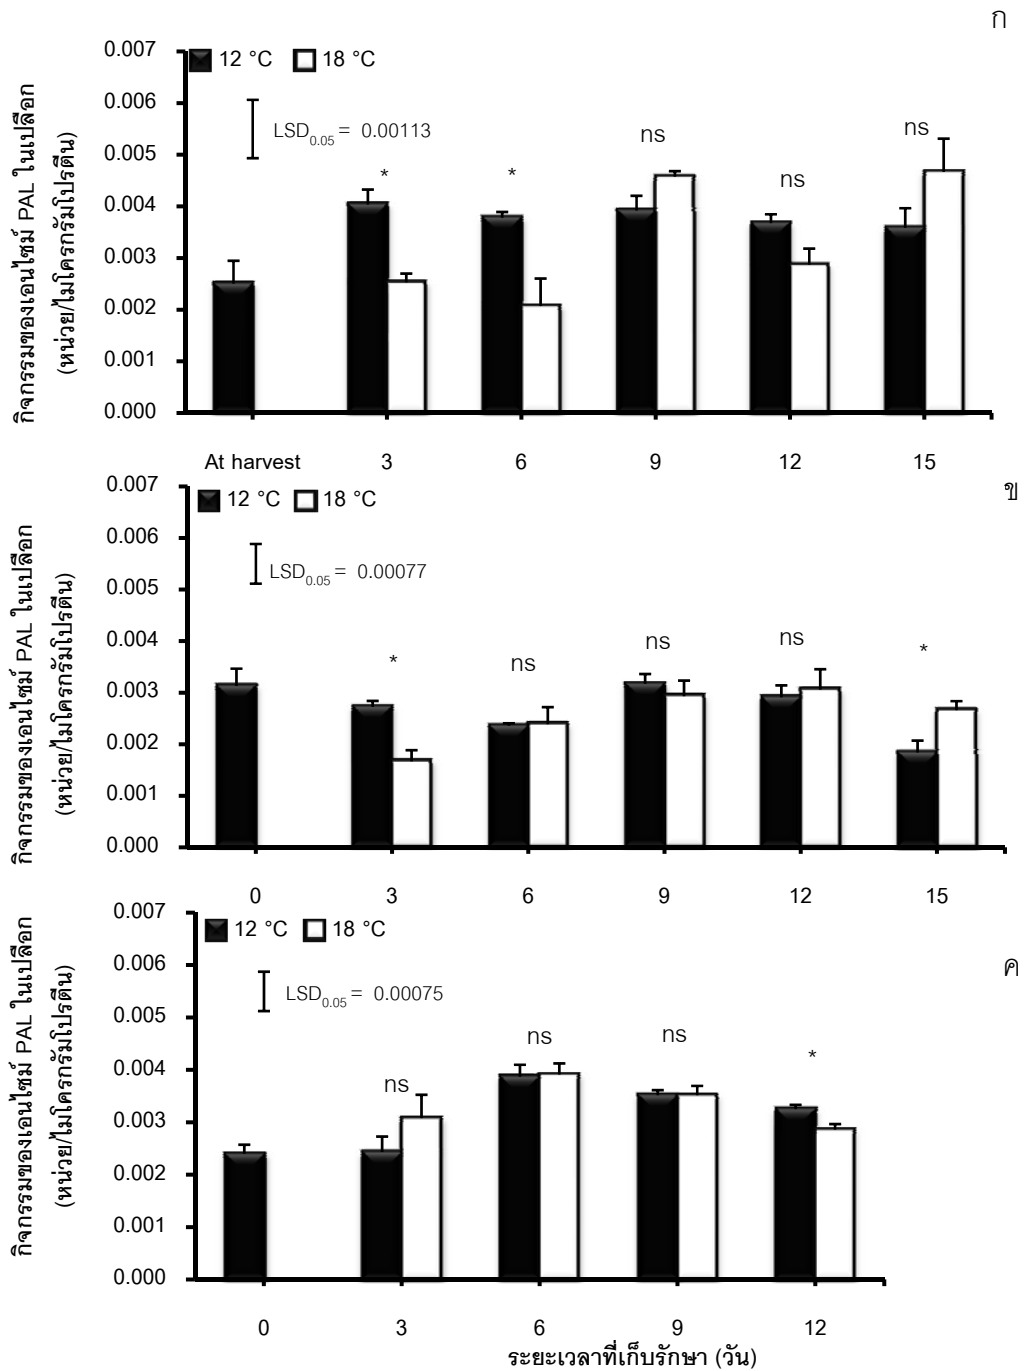 ก
กิจกรรมของเอนไซม์ PAL ในเปลือก
(หน่วย/ไมโครกรัมโปรตีน)
0.007
0.006
0.005
0.004
0.003
0.002
0.001
0.000
12 °C 18 °C
LSD0.05 = 0.00113
* * ns ns ns
At harvest 3 6 9 12 15
ข
กิจกรรมของเอนไซม์ PAL ในเปลือก
(หน่วย/ไมโครกรัมโปรตีน)
0.007
0.006
0.005
0.004
0.003
0.002
0.001
0.000
12 °C 18 °C
LSD0.05 = 0.00077
* ns ns ns *
0 3 6 9 12 15
ค
กิจกรรมของเอนไซม์ PAL ในเปลือก
(หน่วย/ไมโครกรัมโปรตีน)
0.007
0.006
0.005
0.004
0.003
0.002
0.001
0.000
12 °C 18 °C
LSD0.05 = 0.00075
ns ns ns *
0 3 6 9 12
ระยะเวลาที่เก็บรักษา (วัน)